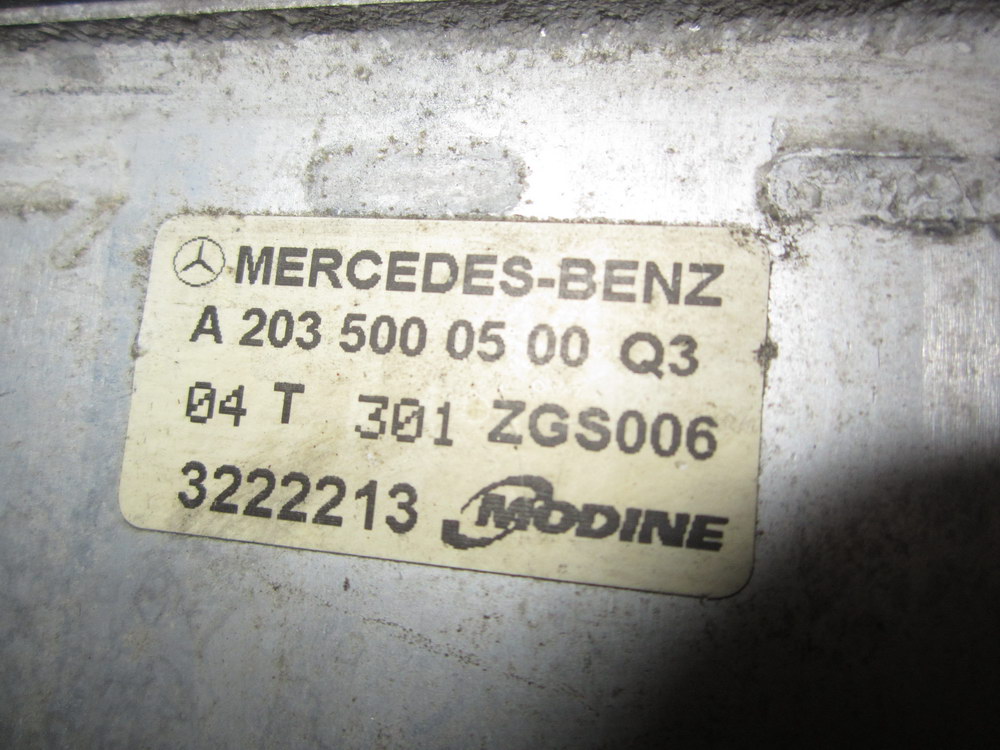 MERCEDES-BENZ
A 203 500 05 00 Q3
04 T 301 ZGS006
3222213 MODINE